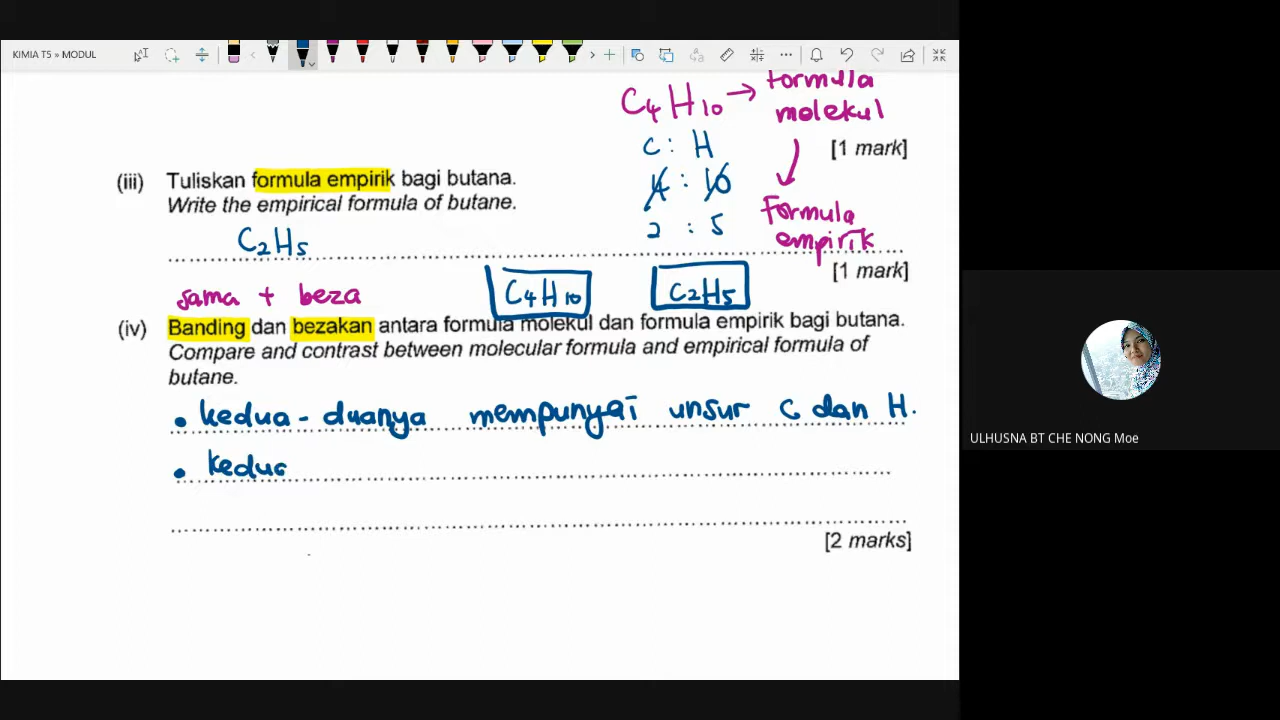 KIMIA T5 » MODUL
C4H10 → formula
molekul
C : H
[1 mark]
4 : 10
(iii) Tuliskan formula empirik bagi butana.
Write the empirical formula of butane.
2 : 5
Formula
empirik
C2H5
[1 mark]
sama + beza
C4H10
C2H5
(iv) Banding dan bezakan antara formula molekul dan formula empirik bagi butana.
Compare and contrast between molecular formula and empirical formula of
butane.
• kedua-duanya mempunyai unsur C dan H.
• kedua
[2 marks]
ULHUSNA BT CHE NONG Moe